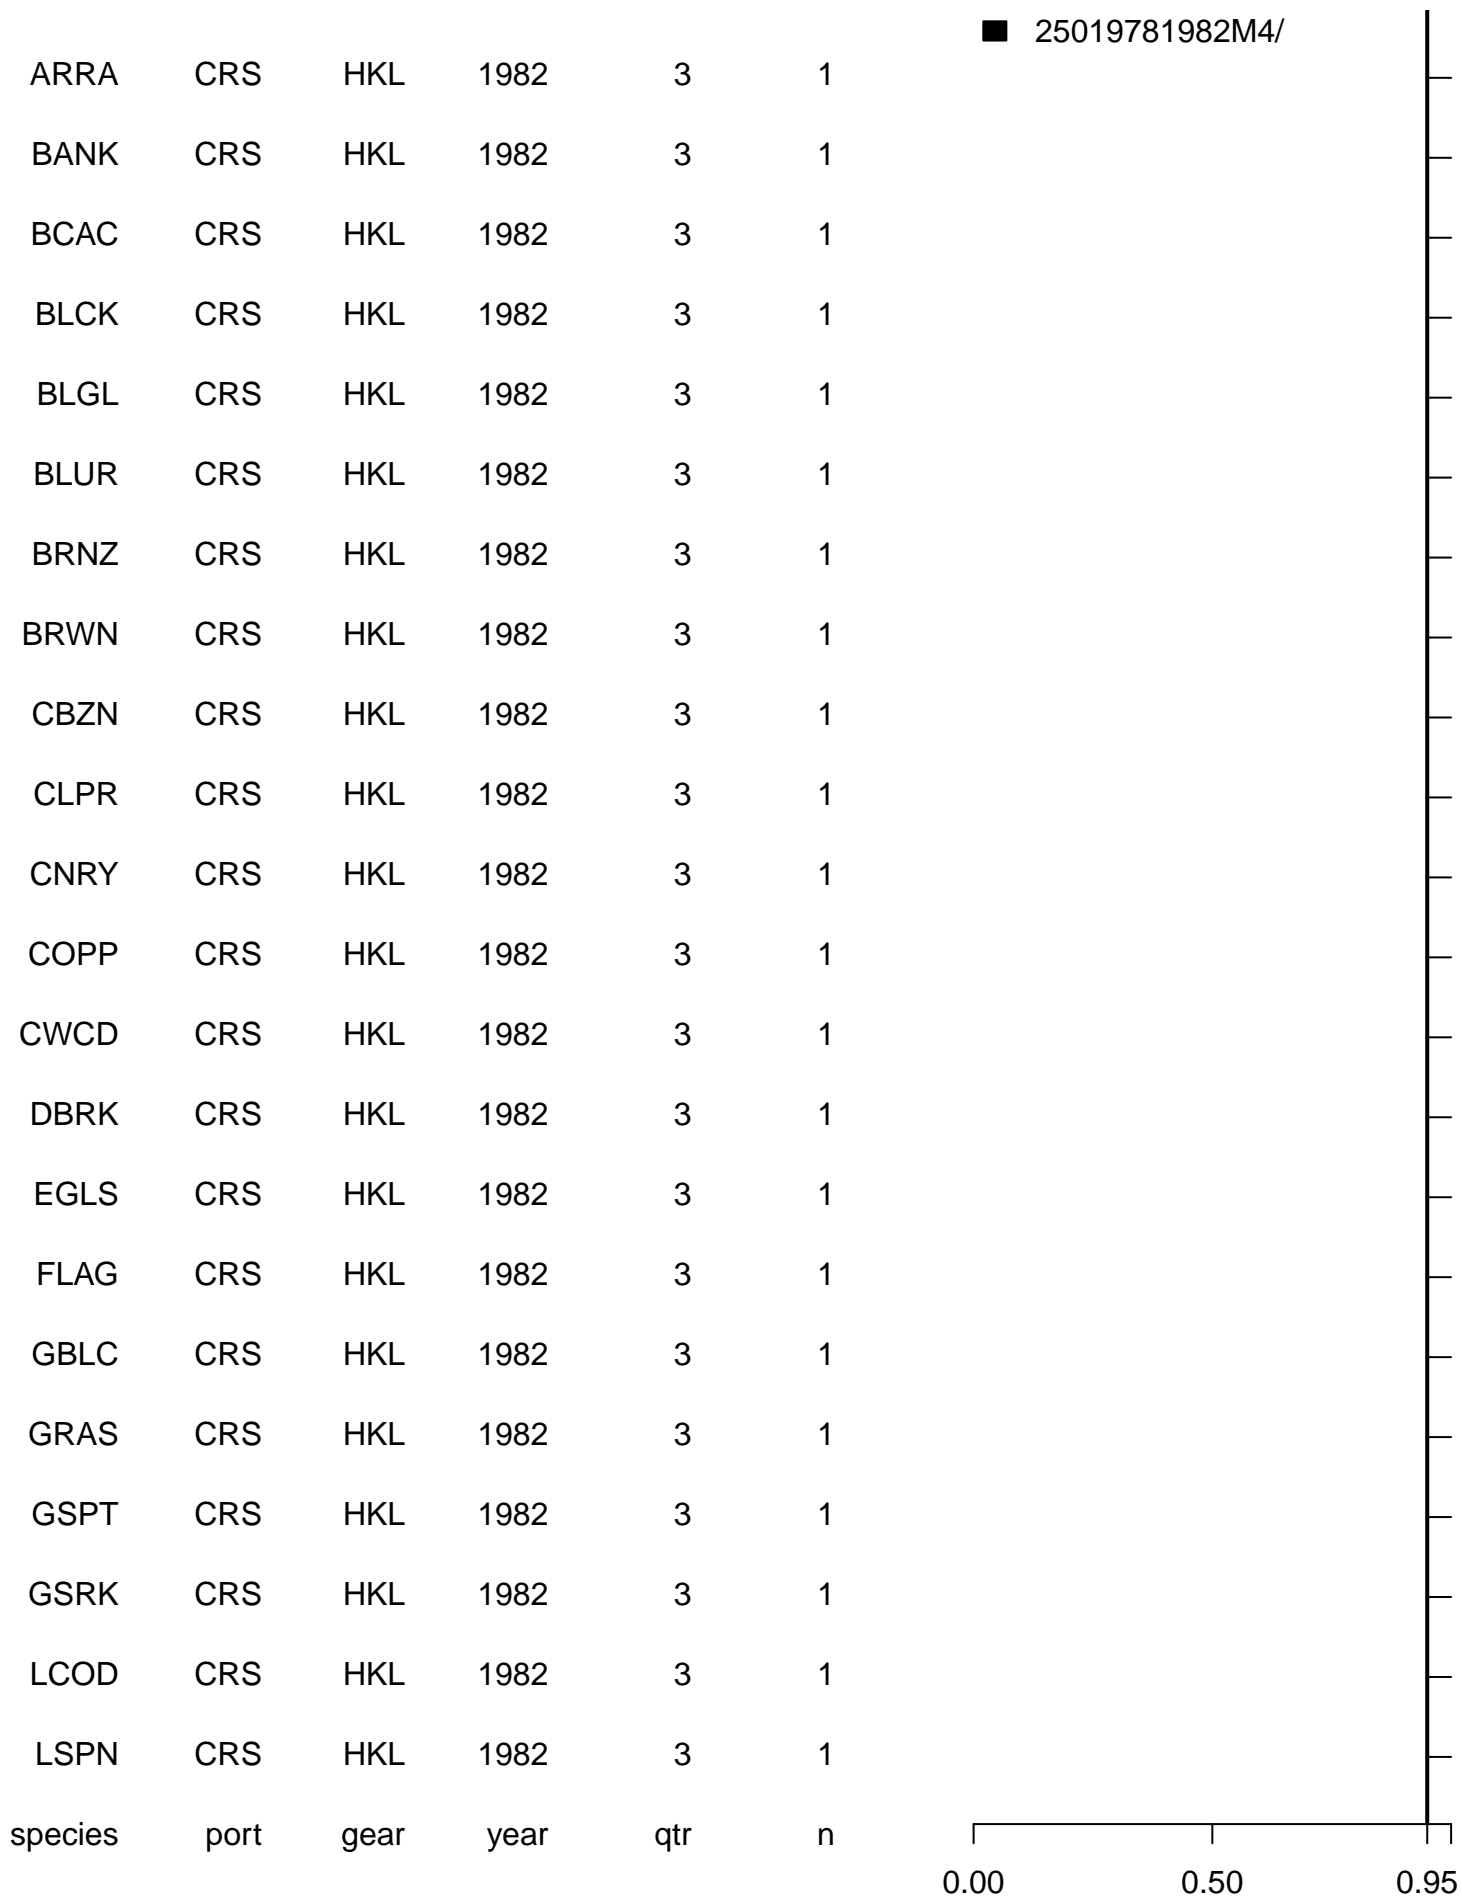 25019781982M4/
ARRA CRS HKL 1982 3 1
BANK CRS HKL 1982 3 1
BCAC CRS HKL 1982 3 1
BLCK CRS HKL 1982 3 1
BLGL CRS HKL 1982 3 1
BLUR CRS HKL 1982 3 1
BRNZ CRS HKL 1982 3 1
BRWN CRS HKL 1982 3 1
CBZN CRS HKL 1982 3 1
CLPR CRS HKL 1982 3 1
CNRY CRS HKL 1982 3 1
COPP CRS HKL 1982 3 1
CWCD CRS HKL 1982 3 1
DBRK CRS HKL 1982 3 1
EGLS CRS HKL 1982 3 1
FLAG CRS HKL 1982 3 1
GBLC CRS HKL 1982 3 1
GRAS CRS HKL 1982 3 1
GSPT CRS HKL 1982 3 1
GSRK CRS HKL 1982 3 1
LCOD CRS HKL 1982 3 1
LSPN CRS HKL 1982 3 1
species port gear year qtr n
0.00 0.50 0.95